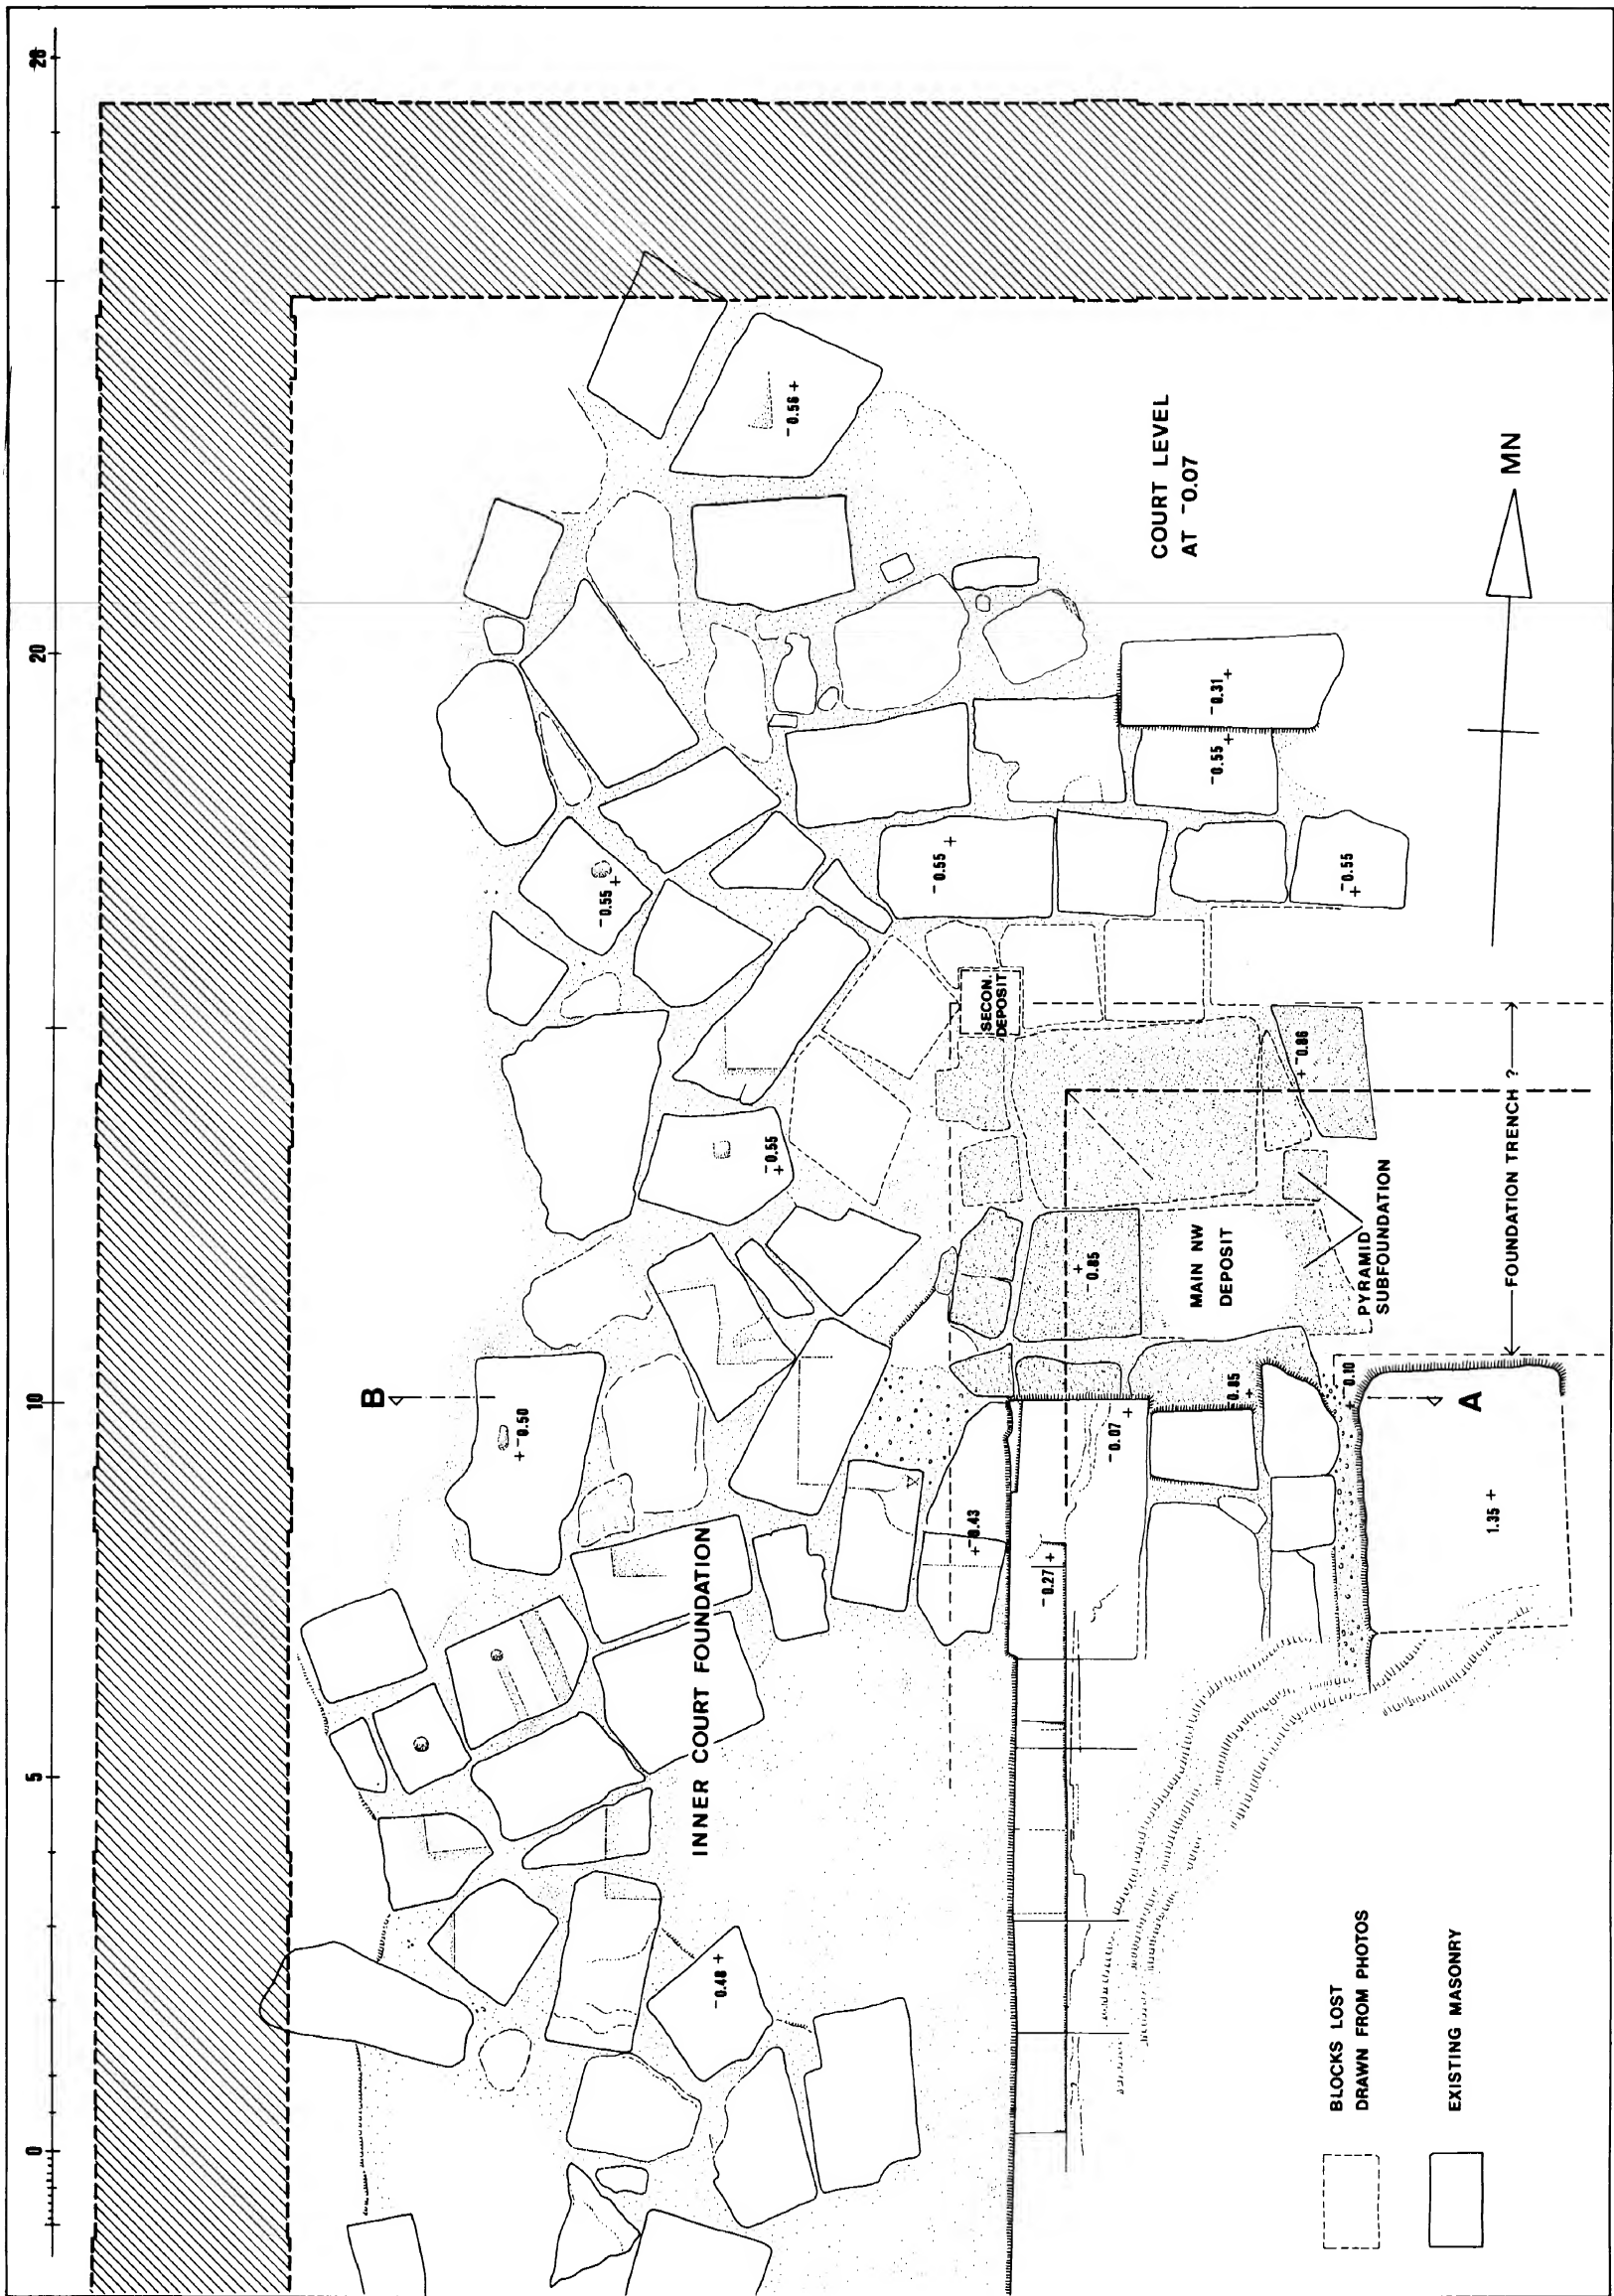 0
5
10
20
COURT LEVEL
AT -0.07
MN
-0.56 +
-0.31 +
-0.55 +
-0.55 +
-0.55 +
+ -0.55
SECON.
DEPOSIT
+ -0.86
+ -0.55
+ -0.85
MAIN NW
DEPOSIT
PYRAMID
SUBFOUNDATION
FOUNDATION TRENCH ?
B
+ -0.50
-0.85 +
-0.10 +
A
-0.07 +
+ -0.43
-0.27 +
1.35 +
INNER COURT FOUNDATION
-0.48 +
BLOCKS LOST
DRAWN FROM PHOTOS
EXISTING MASONRY